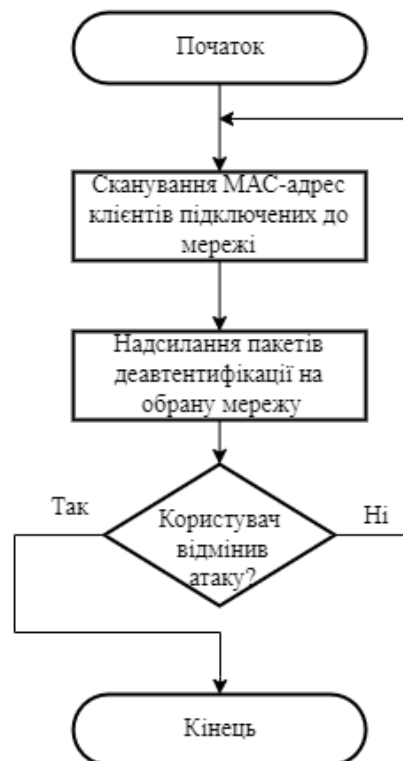 Початок
Сканування MAC-адрес
клієнтів підключених до
мережі
Надсилання пакетів
деавтентифікації на
обрану мережу
Так
Ні
Користувач
відмінив
атаку?
Кінець